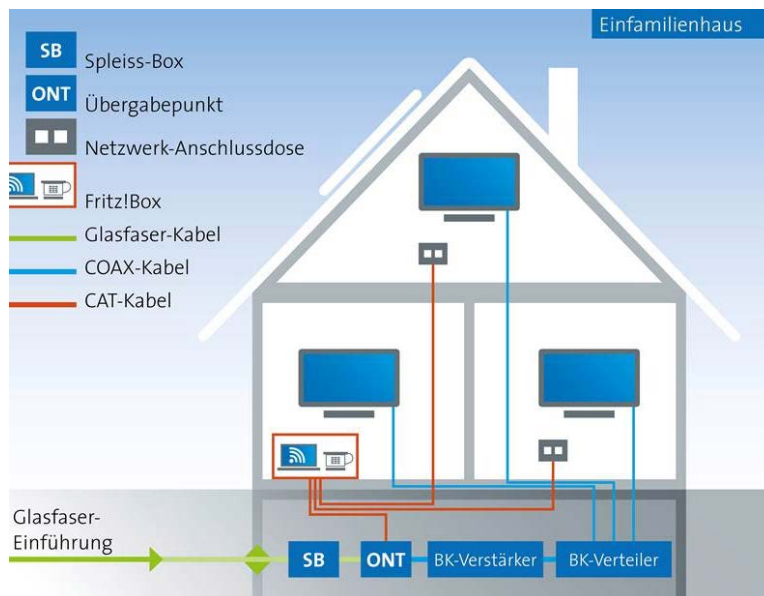 Einfamilienhaus
SB
Spleiss-Box
ONT
Übergabepunkt
Netzwerk-Anschlussdose
Fritz!Box
Glasfaser-Kabel
COAX-Kabel
CAT-Kabel
Glasfaser-
Einführung
SB
ONT
BK-Verstärker
BK-Verteiler